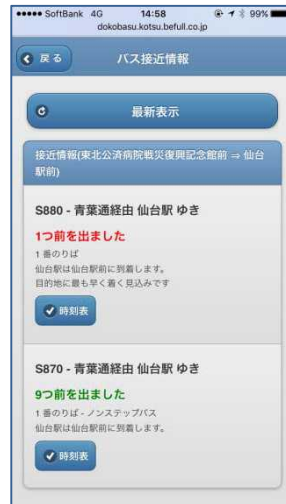 SoftBank 4G 14:58 99%
dokobasu.kotsu.befull.co.jp
戻る バス接近情報
最新表示
接近情報(東北公済病院戦災復興記念館前 ⇒ 仙台
駅前)
S880 - 青葉通経由 仙台駅 ゆき
1つ前を出ました
1 番のりば
仙台駅は仙台駅前に到着します。
目的地に最も早く着く見込みです
時刻表
S870 - 青葉通経由 仙台駅 ゆき
9つ前を出ました
1 番のりば - ノンステップバス
仙台駅は仙台駅前に到着します。
時刻表